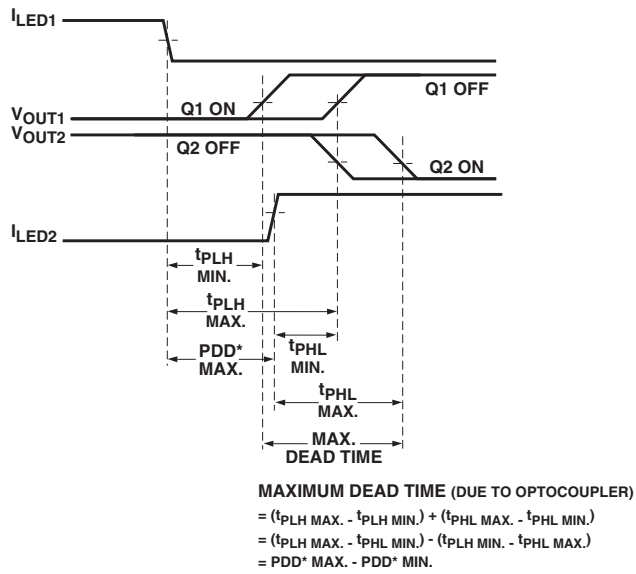 ILED1
Q1 OFF
VOUT1
Q1 ON
VOUT2
Q2 OFF
Q2 ON
ILED2
tPLH
MIN.
tPLH
MAX.
PDD*
MAX.
tPHL
MIN.
tPHL
MAX.
MAX.
DEAD TIME
MAXIMUM DEAD TIME (DUE TO OPTOCOUPLER)
= (tPLH MAX. - tPLH MIN.) + (tPHL MAX. - tPHL MIN.)
= (tPLH MAX. - tPHL MIN.) - (tPLH MIN. - tPHL MAX.)
= PDD* MAX. - PDD* MIN.